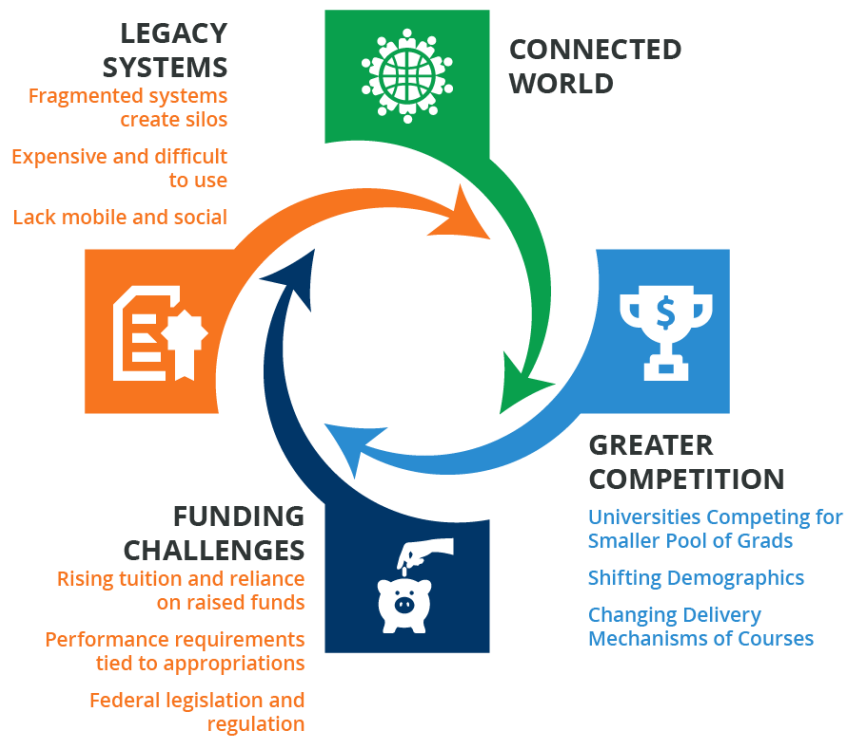 LEGACY
SYSTEMS
Fragmented systems
create silos
Expensive and difficult
to use
Lack mobile and social
CONNECTED
WORLD
$
GREATER
COMPETITION
Universities Competing for
Smaller Pool of Grads
Shifting Demographics
Changing Delivery
Mechanisms of Courses
FUNDING
CHALLENGES
Rising tuition and reliance
on raised funds
Performance requirements
tied to appropriations
Federal legislation and
regulation